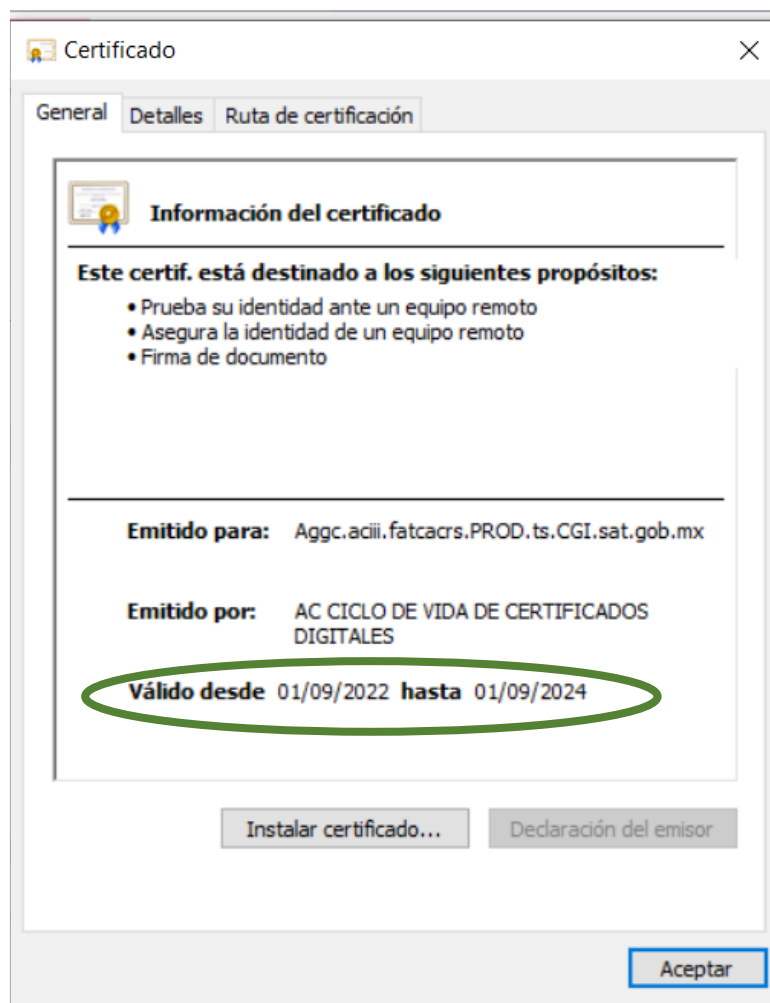 Certificado
General Detalles Ruta de certificación
Información del certificado
Este certif. está destinado a los siguientes propósitos:
• Prueba su identidad ante un equipo remoto
• Asegura la identidad de un equipo remoto
• Firma de documento
Emitido para: Aggc.aciii.fatcacrs.PROD.ts.CGI.sat.gob.mx
Emitido por: AC CICLO DE VIDA DE CERTIFICADOS
DIGITALES
Válido desde 01/09/2022 hasta 01/09/2024
Instalar certificado... Declaración del emisor
Aceptar